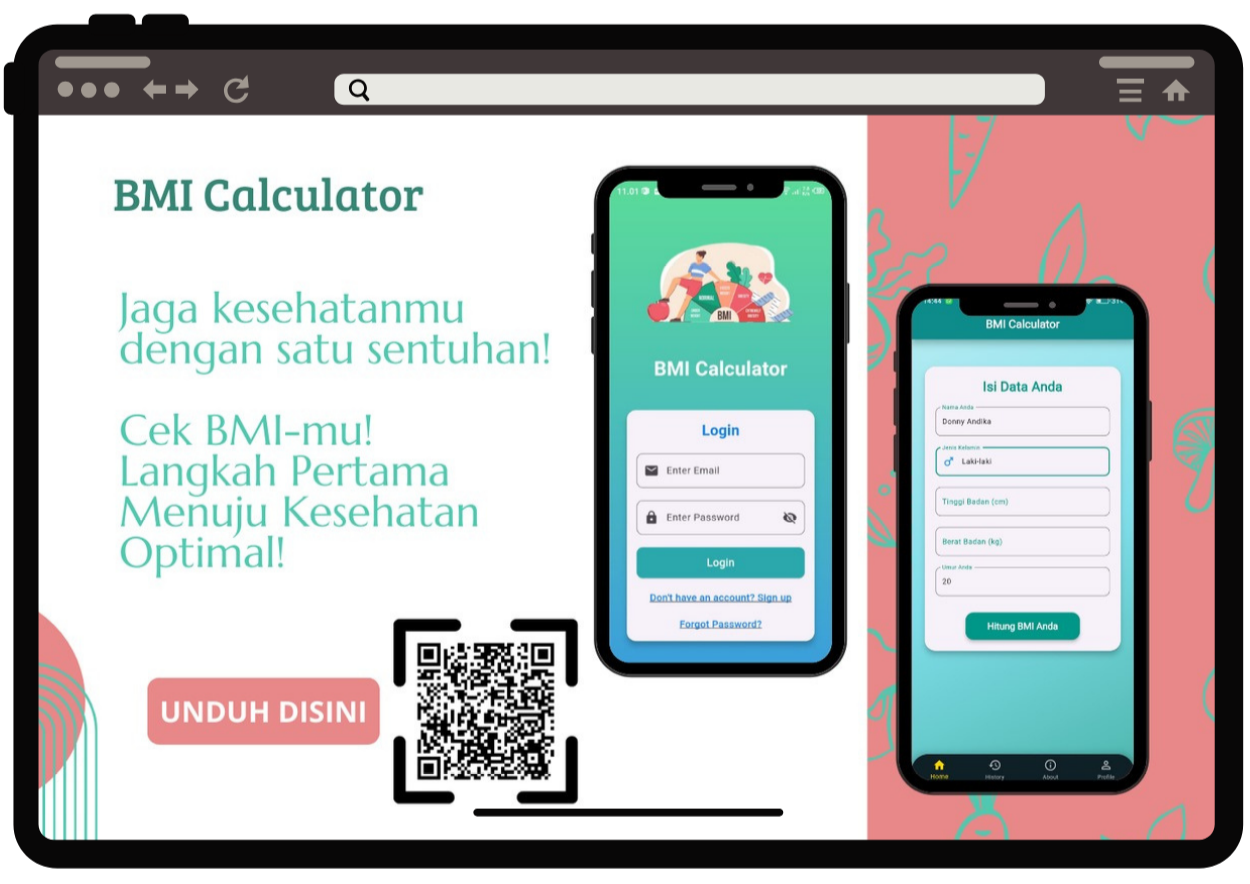 BMI Calculator
Jaga kesehatanmu
dengan satu sentuhan!
Cek BMI-mu!
Langkah Pertama
Menuju Kesehatan
Optimal!
UNDUH DISINI
11.01
BMI
BMI Calculator
Login
Enter Email
Enter Password
Login
Don't have an account? Sign up
Forgot Password?
14:44
BMI Calculator
Isi Data Anda
Nama Anda
Donny Andika
Jenis Kelamin
Laki-laki
Tinggi Badan (cm)
Berat Badan (kg)
Umur Anda
20
Hitung BMI Anda
Home
History
About
Profile